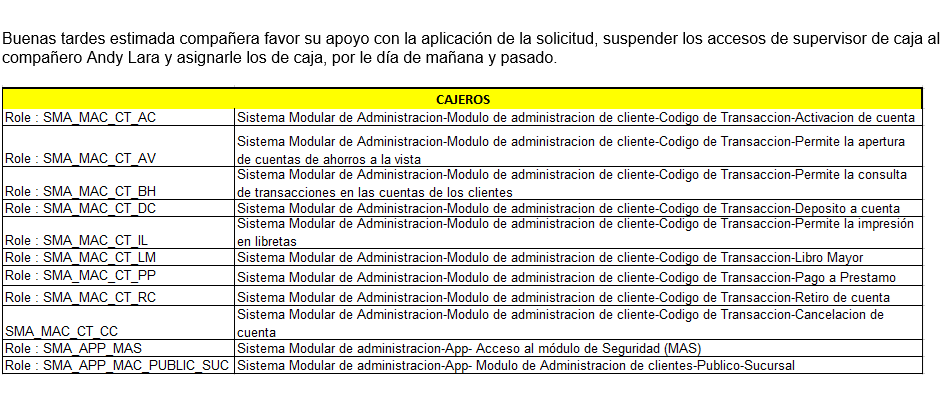 Buenas tardes estimada compañera favor su apoyo con la aplicación de la solicitud, suspender los accesos de supervisor de caja al
compañero Andy Lara y asignarle los de caja, por le día de mañana y pasado.
CAJEROS
Role : SMA_MAC_CT_AC Sistema Modular de Administracion-Modulo de administracion de cliente-Codigo de Transaccion-Activacion de cuenta
Sistema Modular de Administracion-Modulo de administracion de cliente-Codigo de Transaccion-Permite la apertura
Role : SMA_MAC_CT_AV de cuentas de ahorros a la vista
Sistema Modular de Administracion-Modulo de administracion de cliente-Codigo de Transaccion-Permite la consulta
Role : SMA_MAC_CT_BH de transacciones en las cuentas de los clientes
Role : SMA_MAC_CT_DC Sistema Modular de Administracion-Modulo de administracion de cliente-Codigo de Transaccion-Deposito a cuenta
Sistema Modular de Administracion-Modulo de administracion de cliente-Codigo de Transaccion-Permite la impresión
Role : SMA_MAC_CT_IL en libretas
Role : SMA_MAC_CT_LM Sistema Modular de Administracion-Modulo de administracion de cliente-Codigo de Transaccion-Libro Mayor
Role : SMA_MAC_CT_PP Sistema Modular de Administracion-Modulo de administracion de cliente-Codigo de Transaccion-Pago a Prestamo
Role : SMA_MAC_CT_RC Sistema Modular de Administracion-Modulo de administracion de cliente-Codigo de Transaccion-Retiro de cuenta
Sistema Modular de Administracion-Modulo de administracion de cliente-Codigo de Transaccion-Cancelacion de
SMA_MAC_CT_CC cuenta
Role : SMA_APP_MAS Sistema Modular de administracion-App- Acceso al módulo de Seguridad (MAS)
Role : SMA_APP_MAC_PUBLIC_SUC Sistema Modular de administracion-App- Modulo de Administracion de clientes-Publico-Sucursal